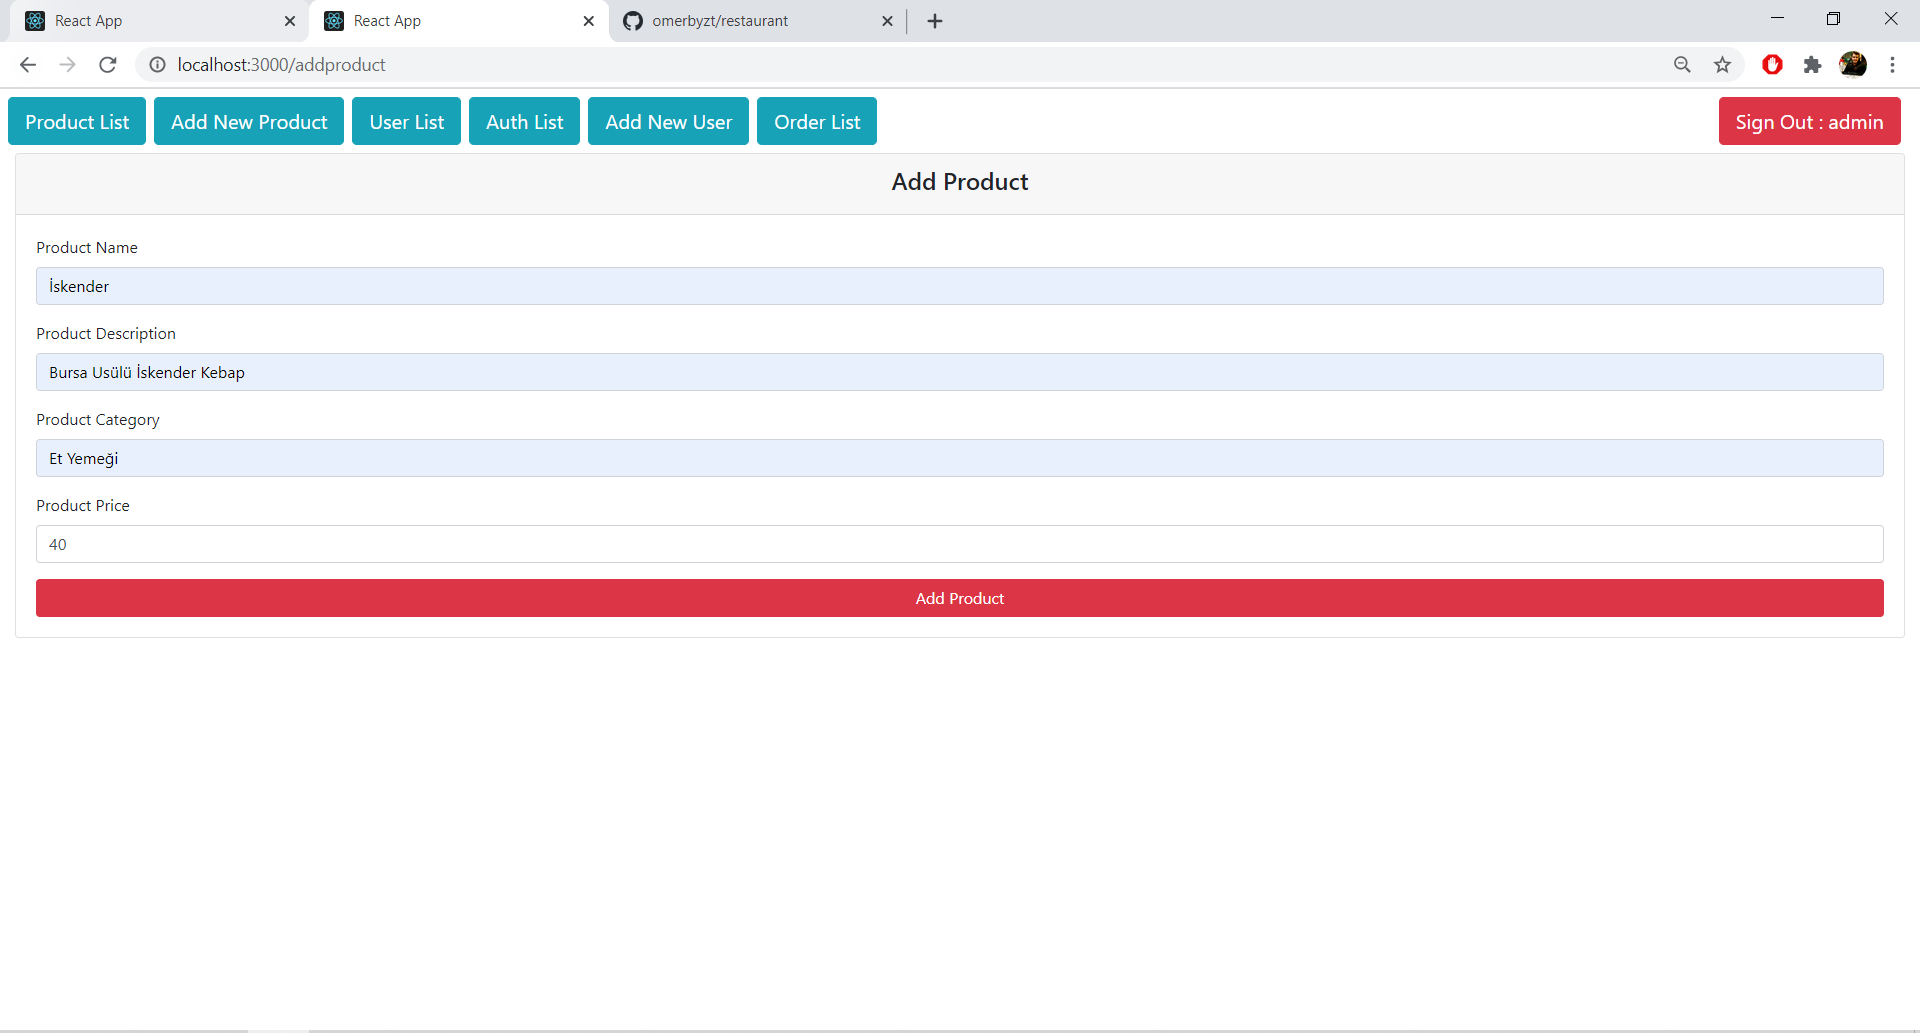 React App
React App
omerbyzt/restaurant
localhost:3000/addproduct
Product List
Add New Product
User List
Auth List
Add New User
Order List
Sign Out : admin
Add Product
Product Name
İskender
Product Description
Bursa Usülü İskender Kebap
Product Category
Et Yemeği
Product Price
40
Add Product